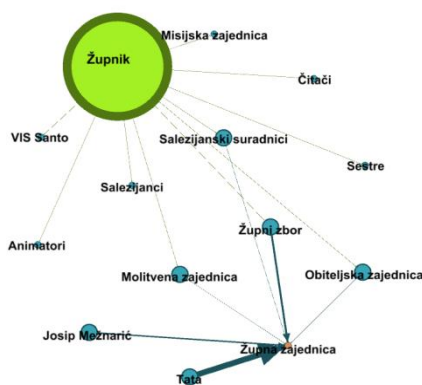 Misijska zajednica
Župnik
Čitači
VIS Santo
Salezijanski suradnici
Sestre
Salezijanci
Župni zbor
Animatori
Molitvena zajednica
Obiteljska zajednica
Josip Mežnarić
Župna zajednica
Tata